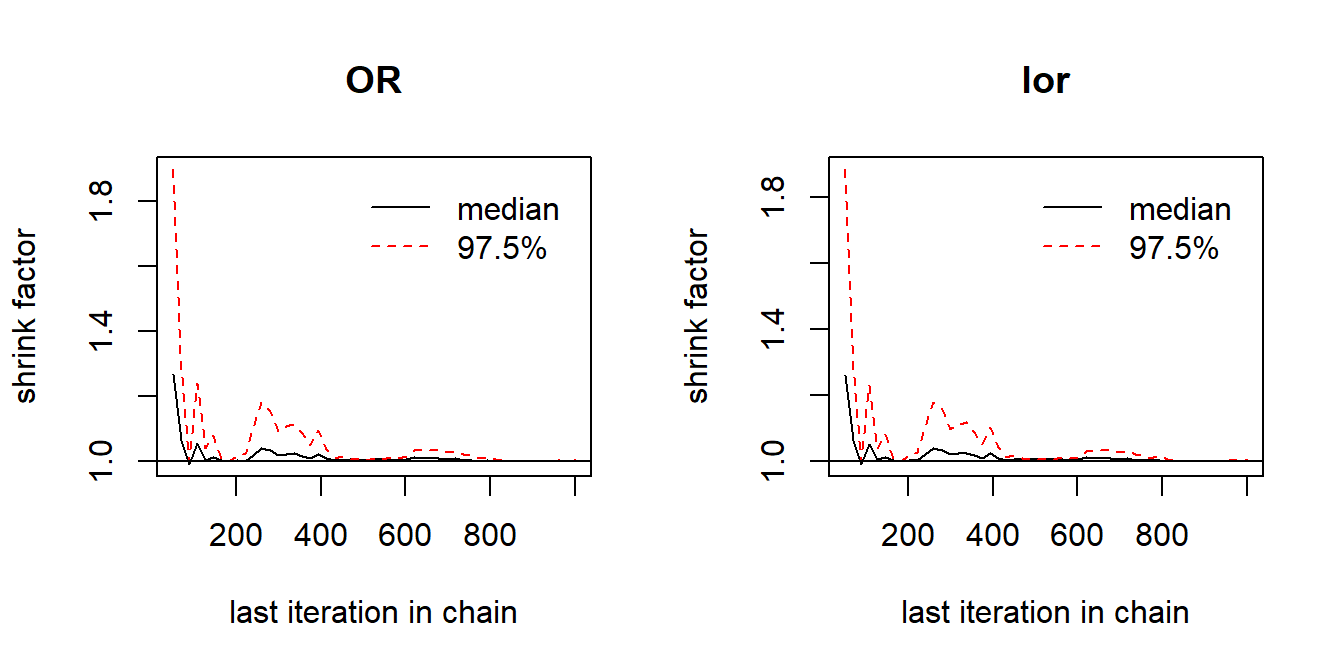 OR
shrink factor
1.0 1.4 1.8
median
97.5%
200 400 600 800
last iteration in chain
lor
shrink factor
1.0 1.4 1.8
median
97.5%
200 400 600 800
last iteration in chain